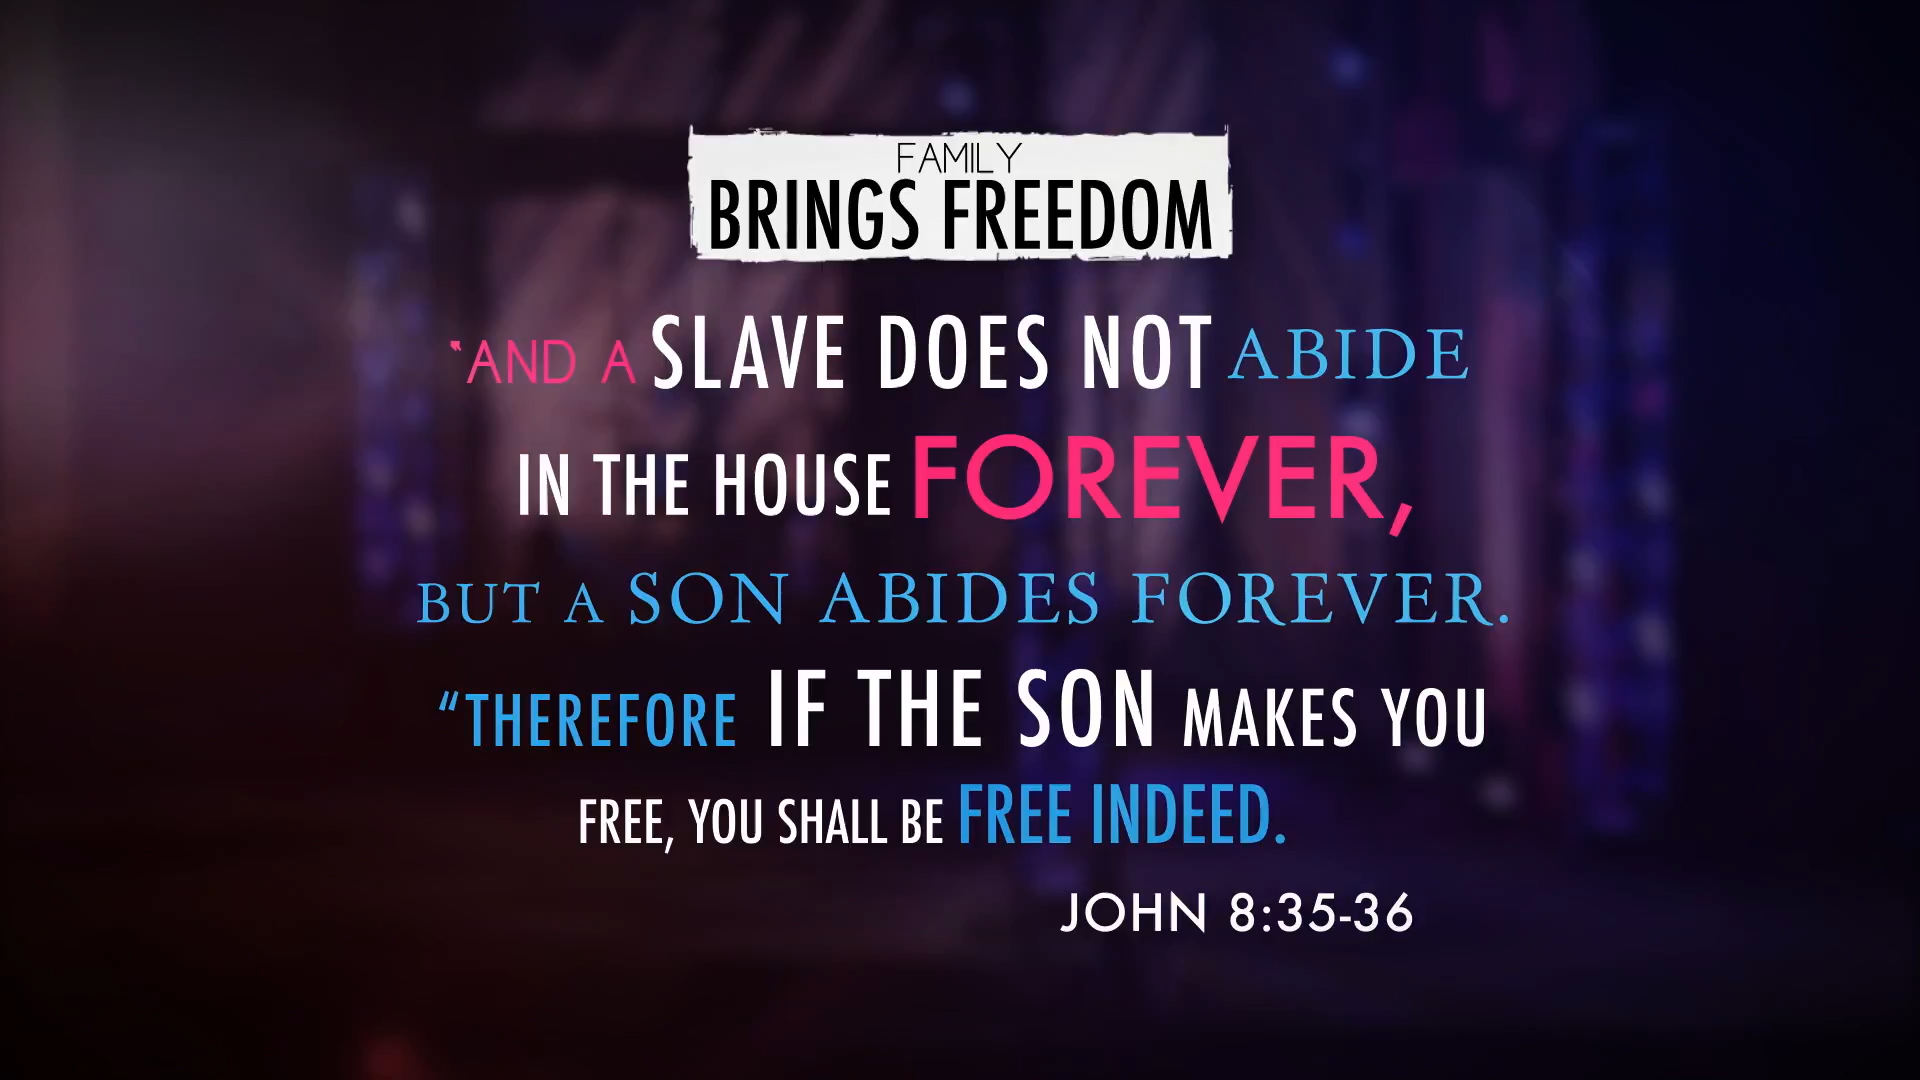 FAMILY
BRINGS FREEDOM
“AND A SLAVE DOES NOT ABIDE
IN THE HOUSE FOREVER,
BUT A SON ABIDES FOREVER.
“THEREFORE IF THE SON MAKES YOU
FREE, YOU SHALL BE FREE INDEED.
JOHN 8:35-36